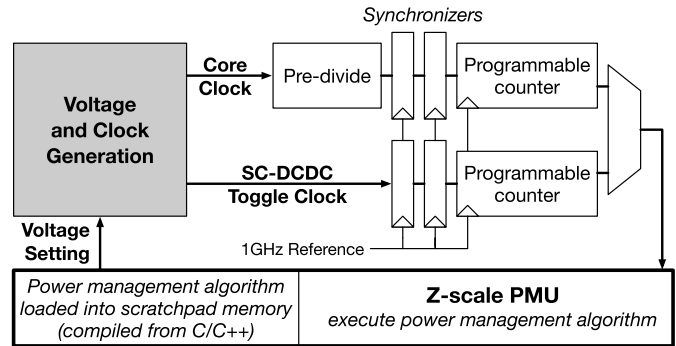 Synchronizers
Core
Clock
Pre-divide
Programmable
counter
Voltage
and Clock
Generation
SC-DCDC
Toggle Clock
Programmable
counter
Voltage
Setting
1GHz Reference
Power management algorithm
loaded into scratchpad memory
(compiled from C/C++)
Z-scale PMU
execute power management algorithm